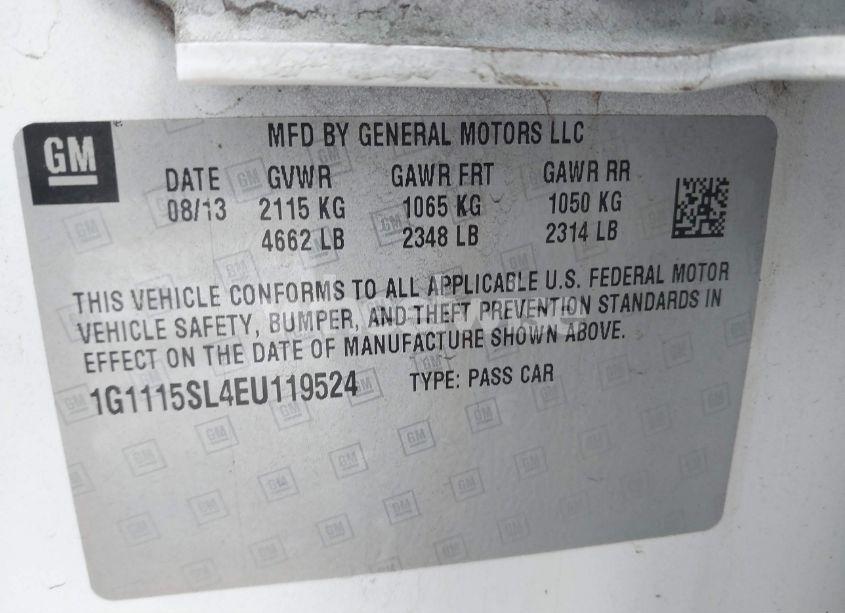 GM
MFD BY GENERAL MOTORS LLC
DATE GVWR GAWR FRT GAWR RR
08/13 2115 KG 1065 KG 1050 KG
4662 LB 2348 LB 2314 LB
THIS VEHICLE CONFORMS TO ALL APPLICABLE U.S. FEDERAL MOTOR
VEHICLE SAFETY, BUMPER, AND THEFT PREVENTION STANDARDS IN
EFFECT ON THE DATE OF MANUFACTURE SHOWN ABOVE.
1G1115SL4EU119524 TYPE: PASS CAR